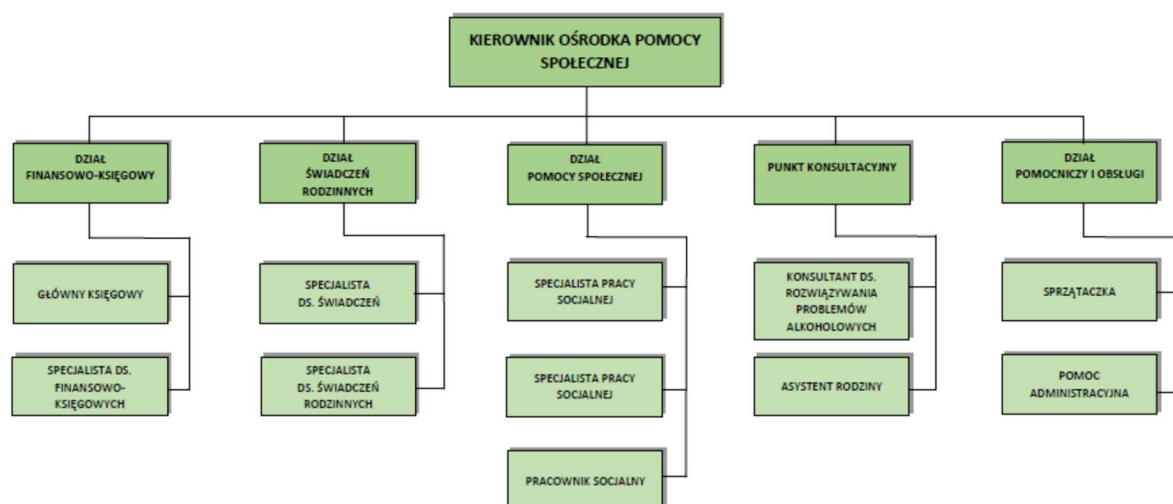 KIEROWNIK OŚRODKA POMOCY
SPOŁECZNEJ
DZIAŁ
FINANSOWO-KSIĘGOWY
DZIAŁ
ŚWIADCZEŃ
RODZINNYCH
DZIAŁ
POMOCY SPOŁECZNEJ
PUNKT KONSULTACYJNY
DZIAŁ
POMOCNICZY I OBSŁUGI
GŁÓWNY KSIĘGOWY
SPECJALISTA
DS. ŚWIADCZEŃ
SPECJALISTA PRACY
SOCJALNEJ
KONSULTANT DS.
ROZWIĄZYWANIA
PROBLEMÓW
ALKOHOLOWYCH
SPRZĄTACZKA
SPECJALISTA DS.
FINANSOWO-
KSIĘGOWYCH
SPECJALISTA
DS. ŚWIADCZEŃ
RODZINNYCH
SPECJALISTA PRACY
SOCJALNEJ
ASYSTENT RODZINY
POMOC
ADMINISTRACYJNA
PRACOWNIK SOCJALNY